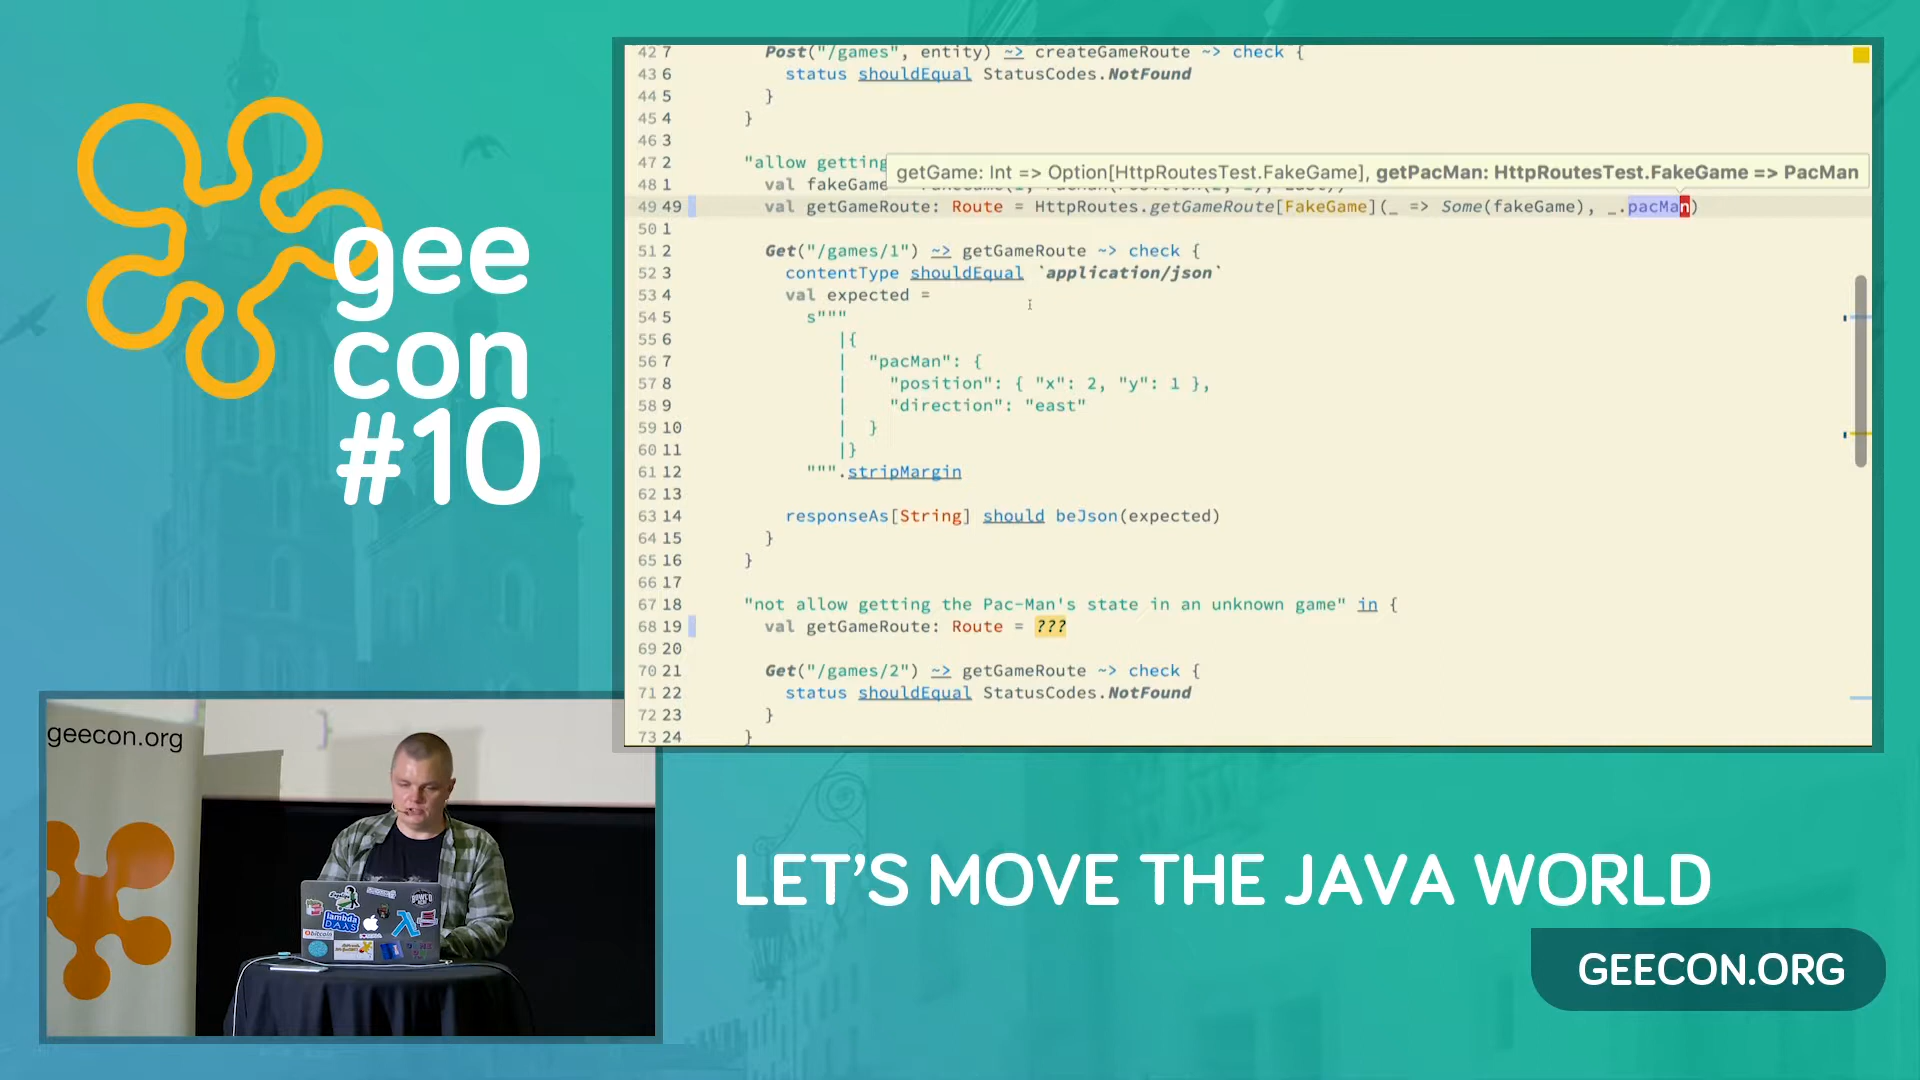 gee
con
#10
42 7 Post("/games", entity) ~> createGameRoute ~> check {
43 6 status shouldEqual StatusCodes.NotFound
44 5 }
45 4 }
46 3
47 2 "allow getting
getGame: Int => Option[HttpRoutesTest.FakeGame], getPacMan: HttpRoutesTest.FakeGame => PacMan
48 1 val fakeGame
49 49 val getGameRoute: Route = HttpRoutes.getGameRoute[FakeGame](_ => Some(fakeGame), _.pacMan)
50 1
51 2 Get("/games/1") ~> getGameRoute ~> check {
52 3 contentType shouldEqual `application/json`
53 4 val expected =
54 5 s"""
55 6 |{
56 7 | "pacMan": {
57 8 | "position": { "x": 2, "y": 1 },
58 9 | "direction": "east"
59 10 | }
60 11 |}
61 12 """.stripMargin
62 13
63 14 responseAs[String] should beJson(expected)
64 15 }
65 16 }
66 17
67 18 "not allow getting the Pac-Man's state in an unknown game" in {
68 19 val getGameRoute: Route = ???
69 20
70 21 Get("/games/2") ~> getGameRoute ~> check {
71 22 status shouldEqual StatusCodes.NotFound
72 23 }
73 24 }
geecon.org
lambda
DAYS
bitcoin
LET'S MOVE THE JAVA WORLD
GEECON.ORG